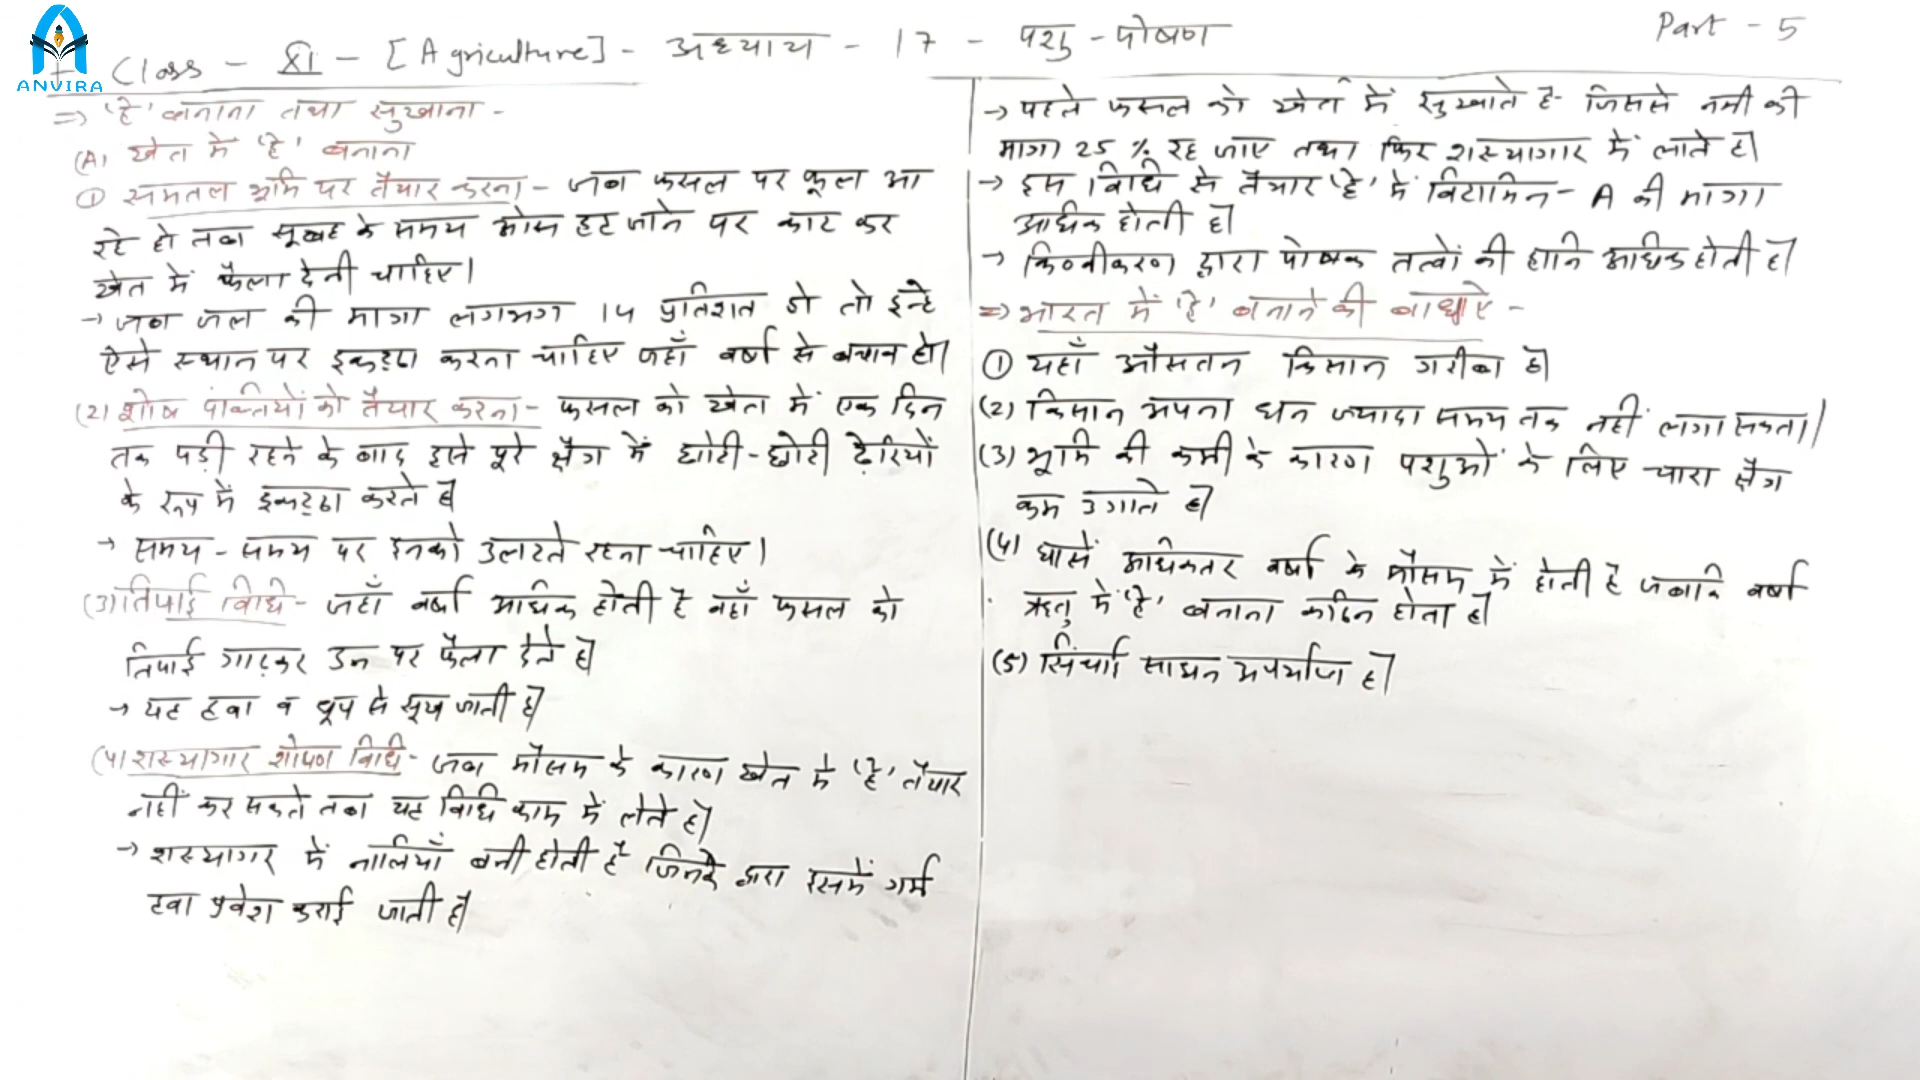 ANVIRA
Class - XI - [Agriculture] - अध्याय - 17 - पशु - पोषण
Part - 5
=> 'हे' बनाना तथा सुखाना -
(A) खेत में 'हे' बनाना
① समतल भूमि पर तैयार करना - जब फसल पर फूल आ
रहे हो तब सुबह के समय ओस हट जाने पर काट कर
खेत में फैला देनी चाहिए।
→ जब जल की मात्रा लगभग 14 प्रतिशत हो तो इन्हे
ऐसे स्थान पर इकट्ठा करना चाहिए जहाँ वर्षा से बचाव हो।
(2) शोष पंक्तियों को तैयार करना - फसल को खेत में एक दिन
तक पड़ी रहने के बाद इसे पूरे क्षैत्र में छोटी - छोटी ढ़ेरियों
के रूप में इकट्ठा करते है।
→ समय - समय पर इनको उलटते रहना चाहिए।
(3) तिपाई विधि - जहाँ वर्षा अधिक होती है वहाँ फसल को
तिपाई गाड़कर उन पर फैला देते है।
→ यह हवा व धूप से सूख जाती है।
(4) शस्यागार शोषण विधि - जब मौसम के कारण खेत में 'हे' तैयार
नहीं कर सकते तब यह विधि काम में लेते है।
→ शस्यागार में नालियाँ बनी होती है जिनके द्वारा इसमें गर्म
हवा प्रवेश कराई जाती है।
→ पहले फसल को खेत में सुखाते है जिससे नमी की
मात्रा 25 % रह जाए तथा फिर शस्यागार में लाते है।
→ इस विधि से तैयार 'हे' में विटामिन - A की मात्रा
अधिक होती है।
→ किण्वीकरण द्वारा पोषक तत्वों की हानि अधिक होती है।
=> भारत में 'हे' बनाने की बाधाए -
① यहाँ औसतन किसान गरीब है।
(2) किसान अपना धन ज्यादा समय तक नहीं लगा सकता।
(3) भूमि की कमी के कारण पशुओं के लिए चारा क्षैत्र
कम उगाते है।
(4) घासें अधिकतर वर्षा के मौसम में होती है जबकि वर्षा
ऋतु में 'हे' बनाना कठिन होता है।
(5) सिंचाई साधन अपर्याप्त है।